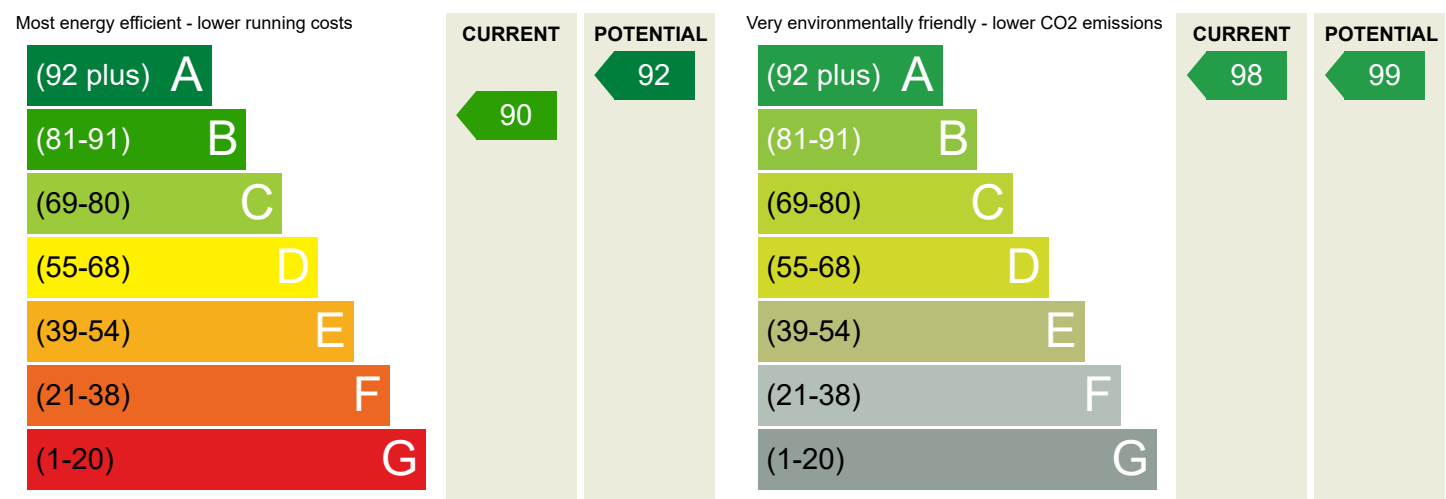 Most energy efficient - lower running costs
CURRENT
POTENTIAL
(92 plus) A
92
90
(81-91) B
(69-80) C
(55-68) D
(39-54) E
(21-38) F
(1-20) G
Very environmentally friendly - lower CO2 emissions
CURRENT
POTENTIAL
(92 plus) A
98
99
(81-91) B
(69-80) C
(55-68) D
(39-54) E
(21-38) F
(1-20) G